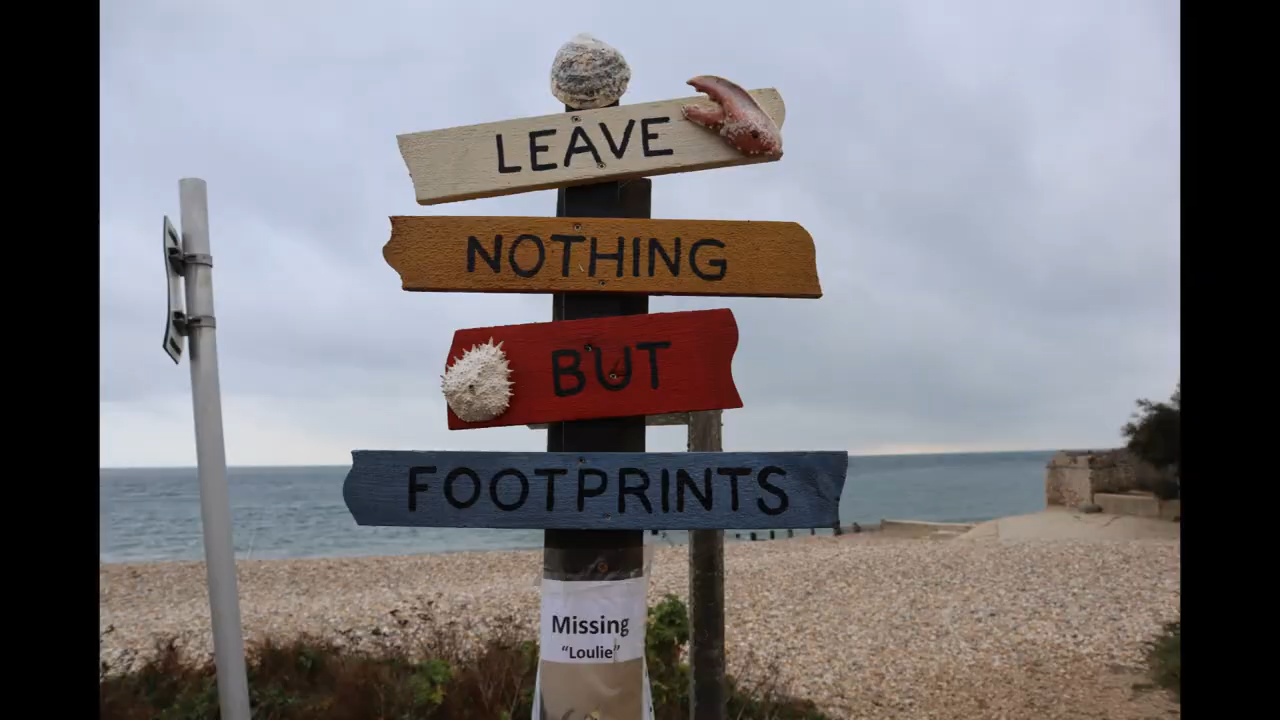 LEAVE
NOTHING
BUT
FOOTPRINTS
Missing
"Loulie"